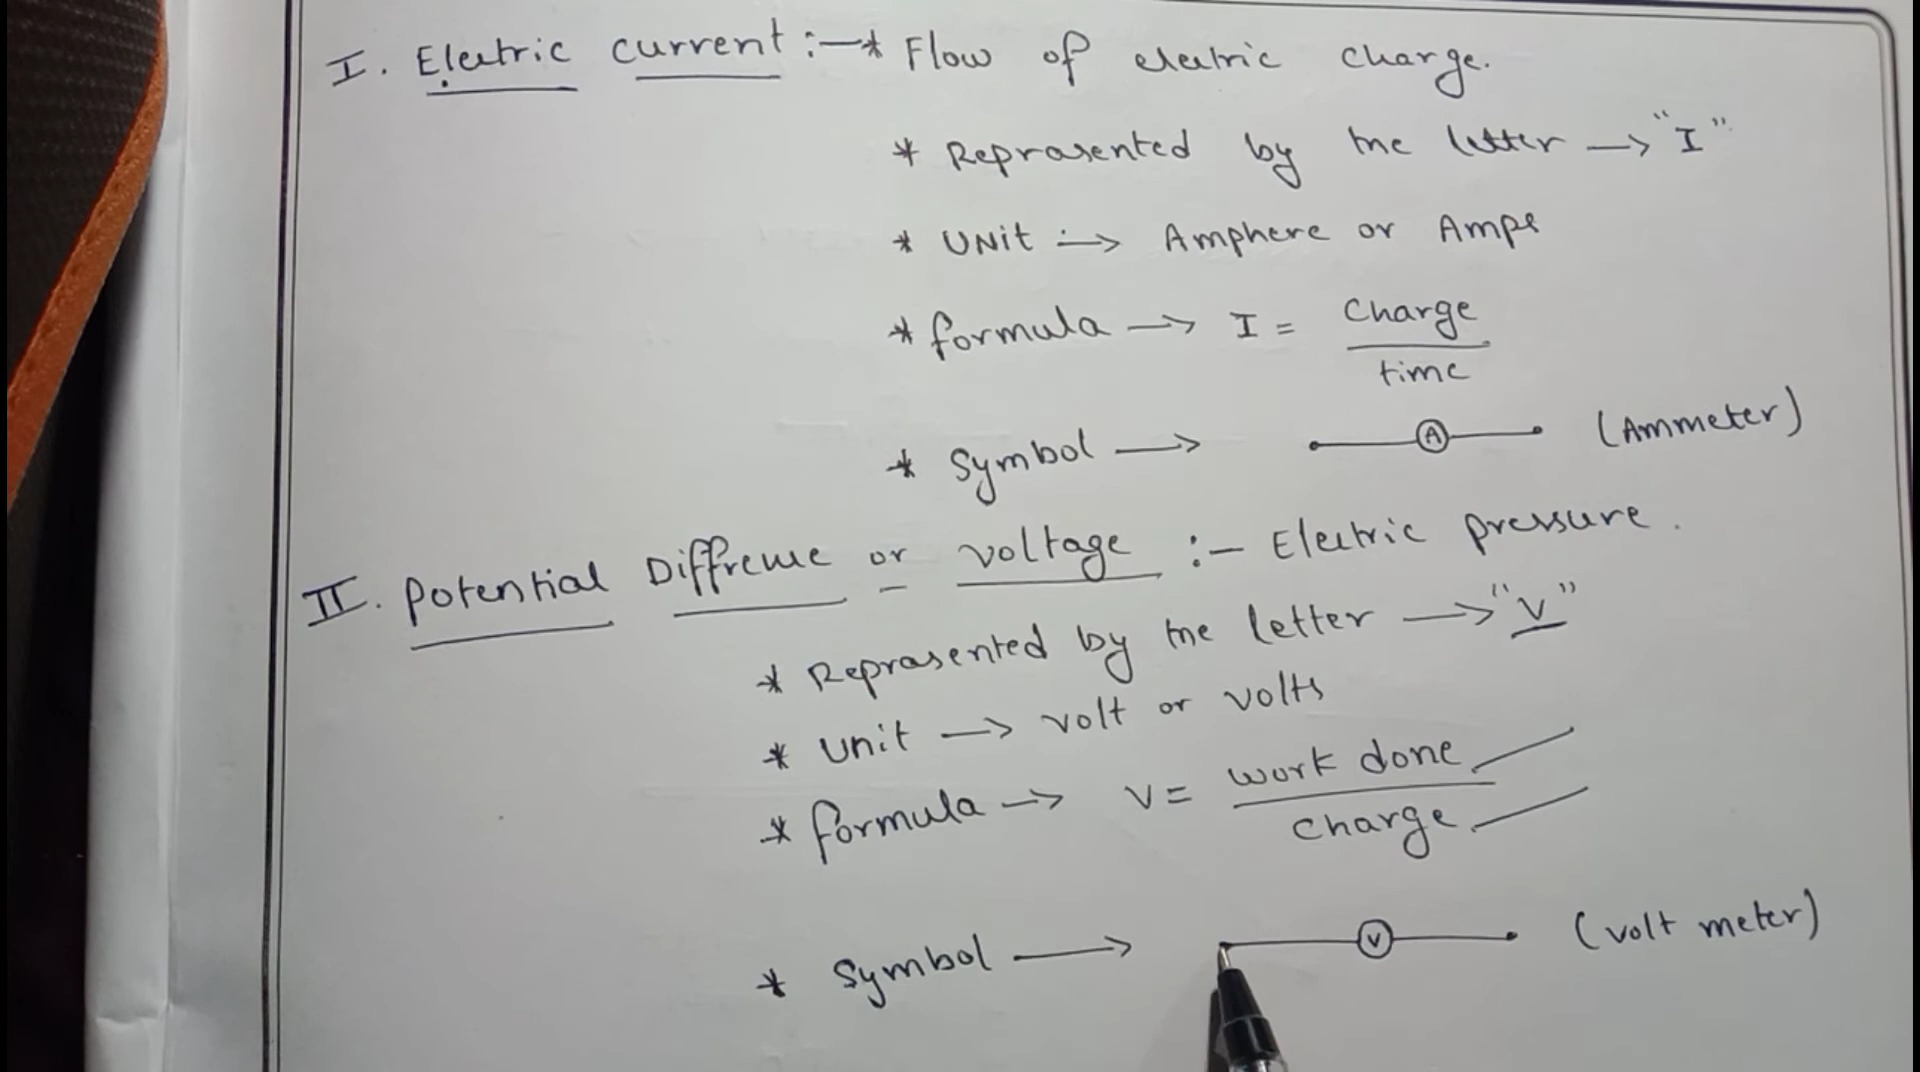 I. Electric current :- * Flow of electric charge.
* Reprasented by the letter → "I"
* UNit :→ Amphere or Amps
* formula → I = Charge / time
* Symbol → A (Ammeter)
II. Potential Diffrence or voltage :- Electric pressure.
* Reprasented by the letter → "V"
* Unit → volt or volts
* formula → V = work done / charge
* Symbol → V (volt meter)